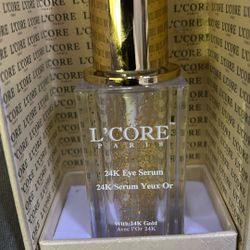 L'CORE
PARIS
24K Eye Serum
24K Serum Yeux Or
With 24K Gold
Avec l'Or 24K